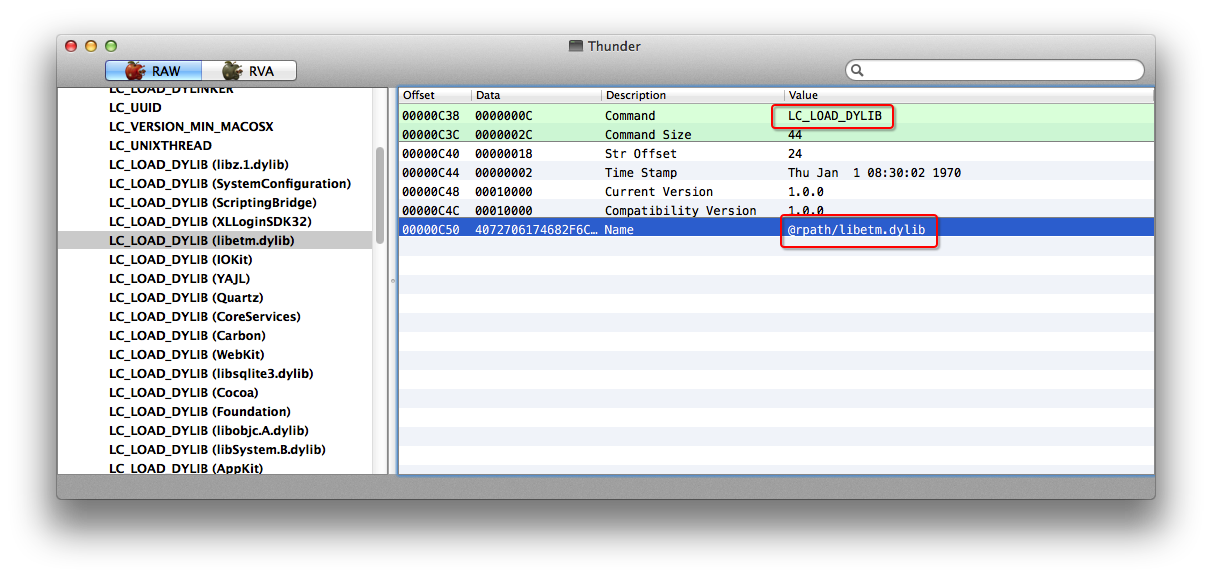 Thunder
RAW RVA
LC_LOAD_DYLINKER
LC_UUID
LC_VERSION_MIN_MACOSX
LC_UNIXTHREAD
LC_LOAD_DYLIB (libz.1.dylib)
LC_LOAD_DYLIB (SystemConfiguration)
LC_LOAD_DYLIB (ScriptingBridge)
LC_LOAD_DYLIB (XLLoginSDK32)
LC_LOAD_DYLIB (libetm.dylib)
LC_LOAD_DYLIB (IOKit)
LC_LOAD_DYLIB (YAJL)
LC_LOAD_DYLIB (Quartz)
LC_LOAD_DYLIB (CoreServices)
LC_LOAD_DYLIB (Carbon)
LC_LOAD_DYLIB (WebKit)
LC_LOAD_DYLIB (libsqlite3.dylib)
LC_LOAD_DYLIB (Cocoa)
LC_LOAD_DYLIB (Foundation)
LC_LOAD_DYLIB (libobjc.A.dylib)
LC_LOAD_DYLIB (libSystem.B.dylib)
LC_LOAD_DYLIB (AppKit)
Offset Data Description Value
00000C38 0000000C Command LC_LOAD_DYLIB
00000C3C 0000002C Command Size 44
00000C40 00000018 Str Offset 24
00000C44 00000002 Time Stamp Thu Jan  1 08:30:02 1970
00000C48 00010000 Current Version 1.0.0
00000C4C 00010000 Compatibility Version 1.0.0
00000C50 4072706174682F6C… Name @rpath/libetm.dylib